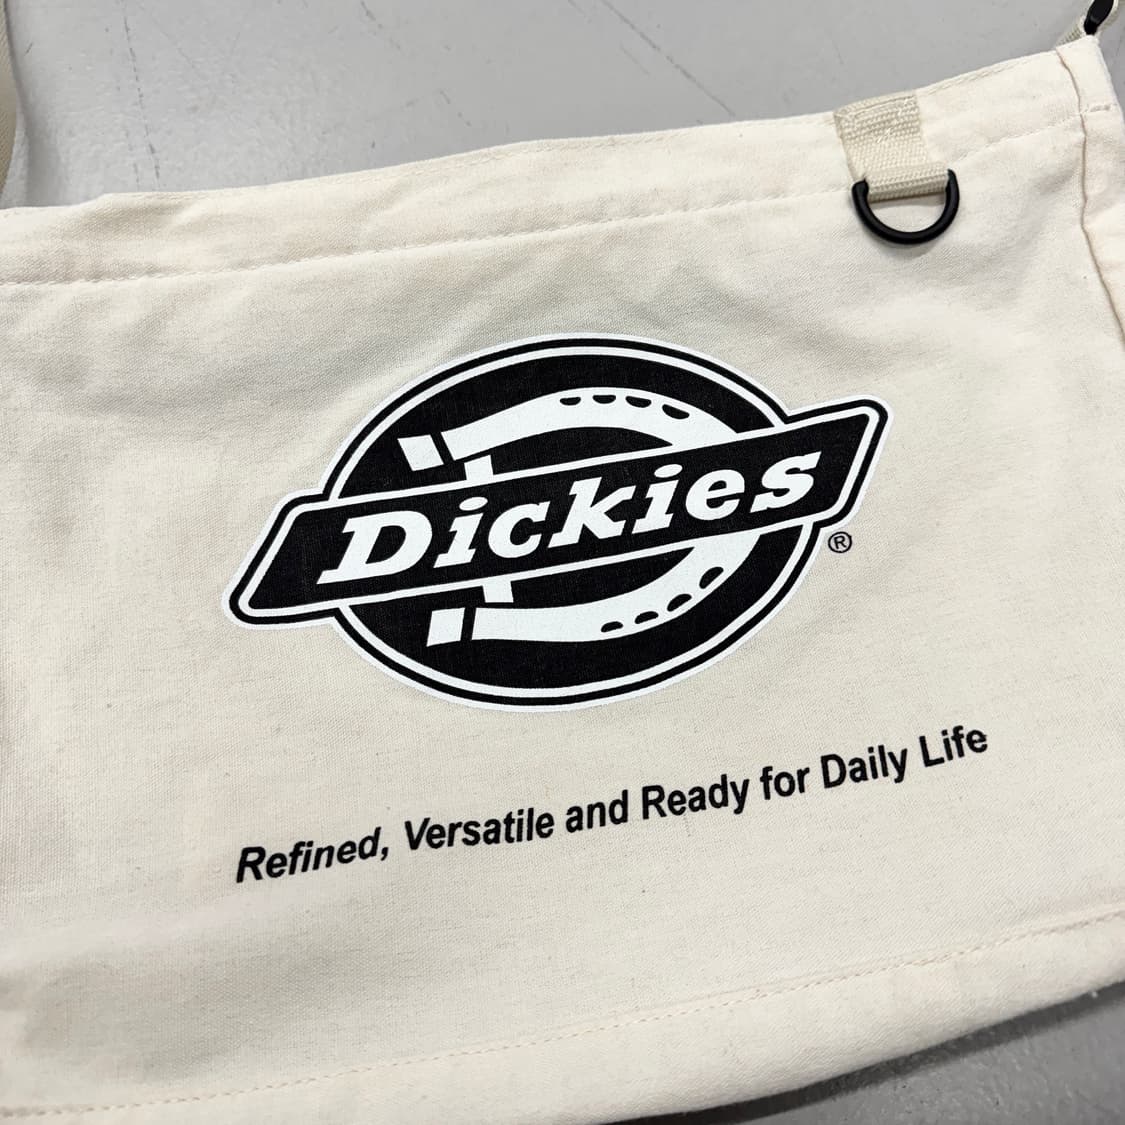 Dickies
®
Refined, Versatile and Ready for Daily Life